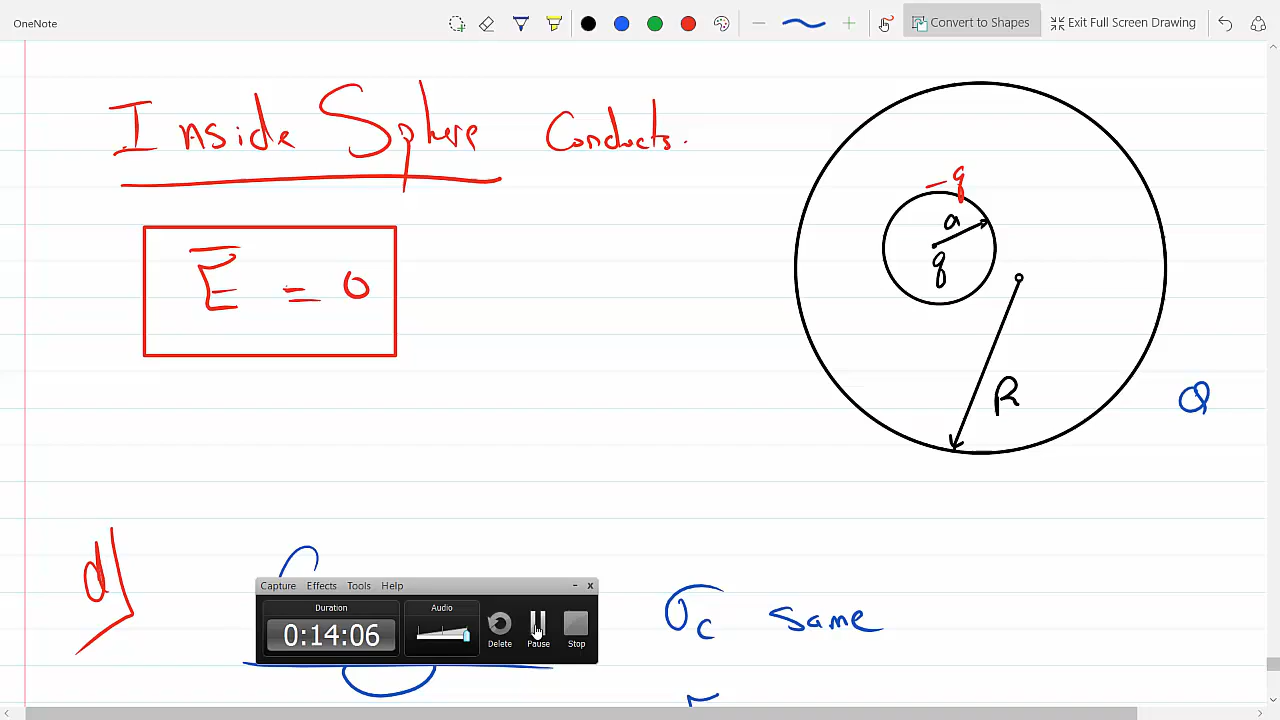 OneNote
Convert to Shapes
Exit Full Screen Drawing
Inside Sphere Conducts.
E = 0
-q
a
q
R
Q
d)
Capture Effects Tools Help
Duration
0:14:06
Audio
Delete
Pause
Stop
σc same